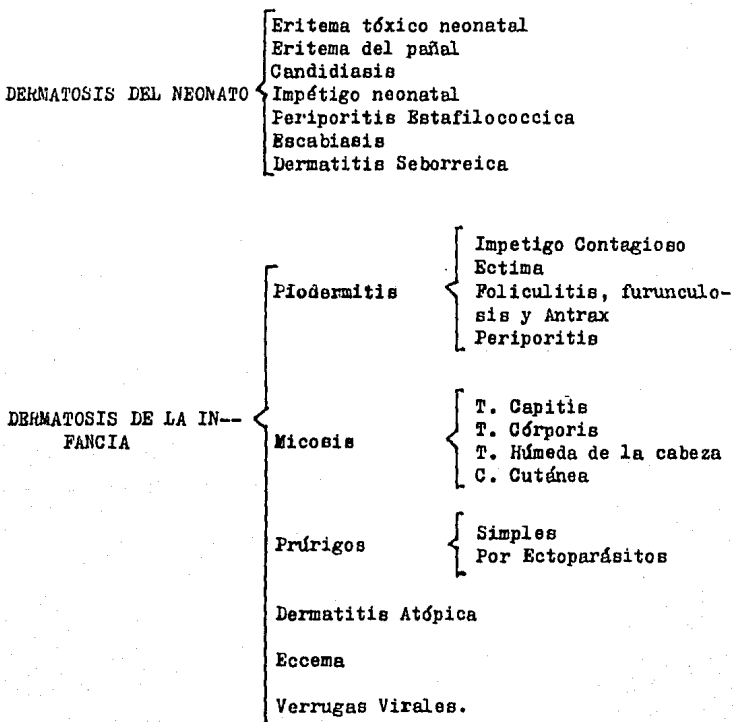 Eritema tóxico neonatal
Eritema del pañal
Candidiasis
DERMATOSIS DEL NEONATO
Impétigo neonatal
Periporitis Estafilococcica
Escabiasis
Dermatitis Seborreica
Impetigo Contagioso
Ectima
Piodermitis
Foliculitis, furunculo-
sis y Antrax
Periporitis
DERMATOSIS DE LA IN--
FANCIA
T. Capitis
T. Córporis
Micosis
T. Húmeda de la cabeza
C. Cutánea
Prúrigos
Simples
Por Ectoparásitos
Dermatitis Atópica
Eccema
Verrugas Virales.